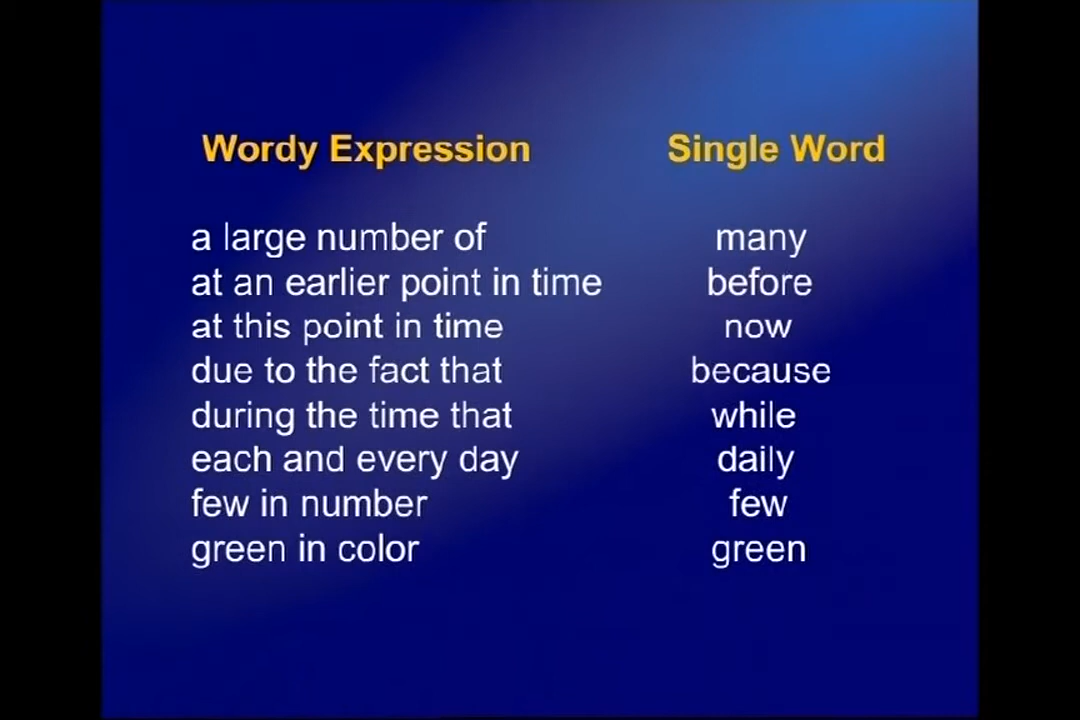 Wordy Expression Single Word
a large number of many
at an earlier point in time before
at this point in time now
due to the fact that because
during the time that while
each and every day daily
few in number few
green in color green